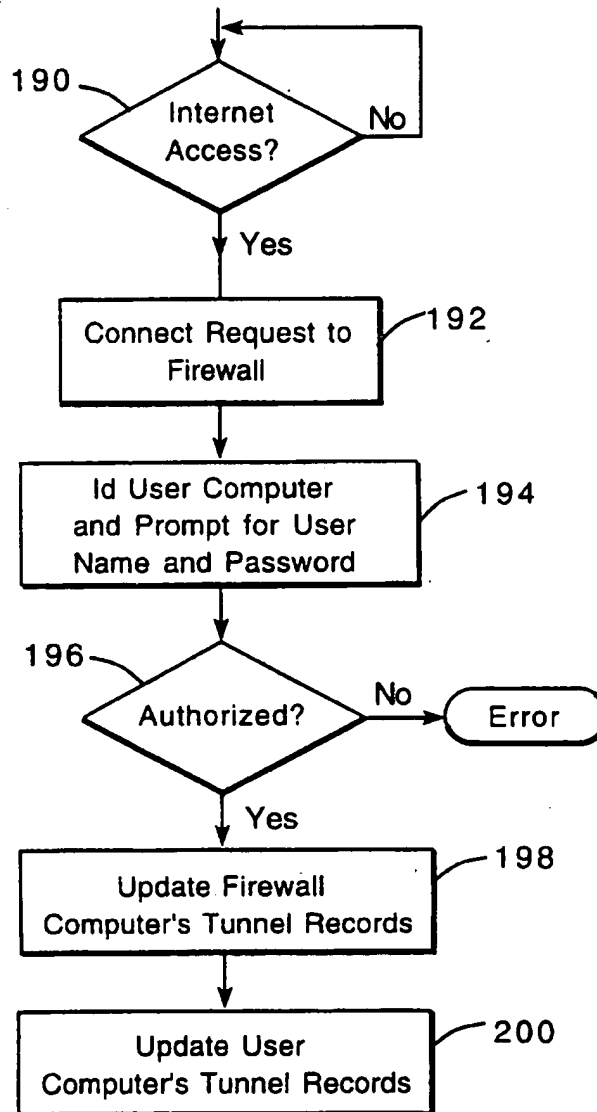 190
Internet
Access?
No
Yes
Connect Request to
Firewall
192
Id User Computer
and Prompt for User
Name and Password
194
196
Authorized?
No
Error
Yes
Update Firewall
Computer's Tunnel Records
198
Update User
Computer's Tunnel Records
200